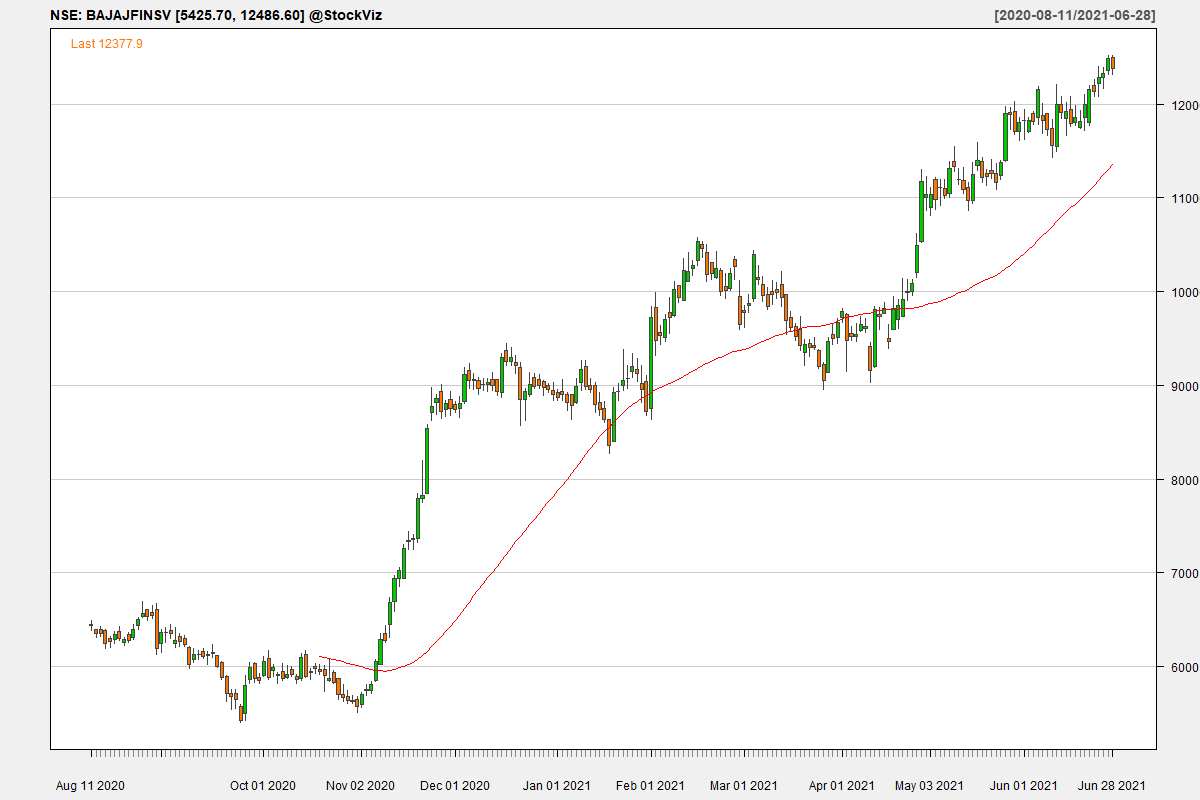 NSE: BAJAJFINSV [5425.70, 12486.60] @StockViz
[2020-08-11/2021-06-28]
Last 12377.9
1200
1100
1000
9000
8000
7000
6000
Aug 11 2020
Oct 01 2020
Nov 02 2020
Dec 01 2020
Jan 01 2021
Feb 01 2021
Mar 01 2021
Apr 01 2021
May 03 2021
Jun 01 2021
Jun 28 2021